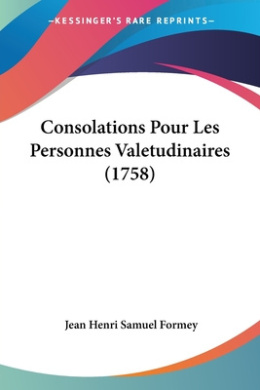 KESSINGER'S RARE REPRINTS
Consolations Pour Les
Personnes Valetudinaires
(1758)
Jean Henri Samuel Formey